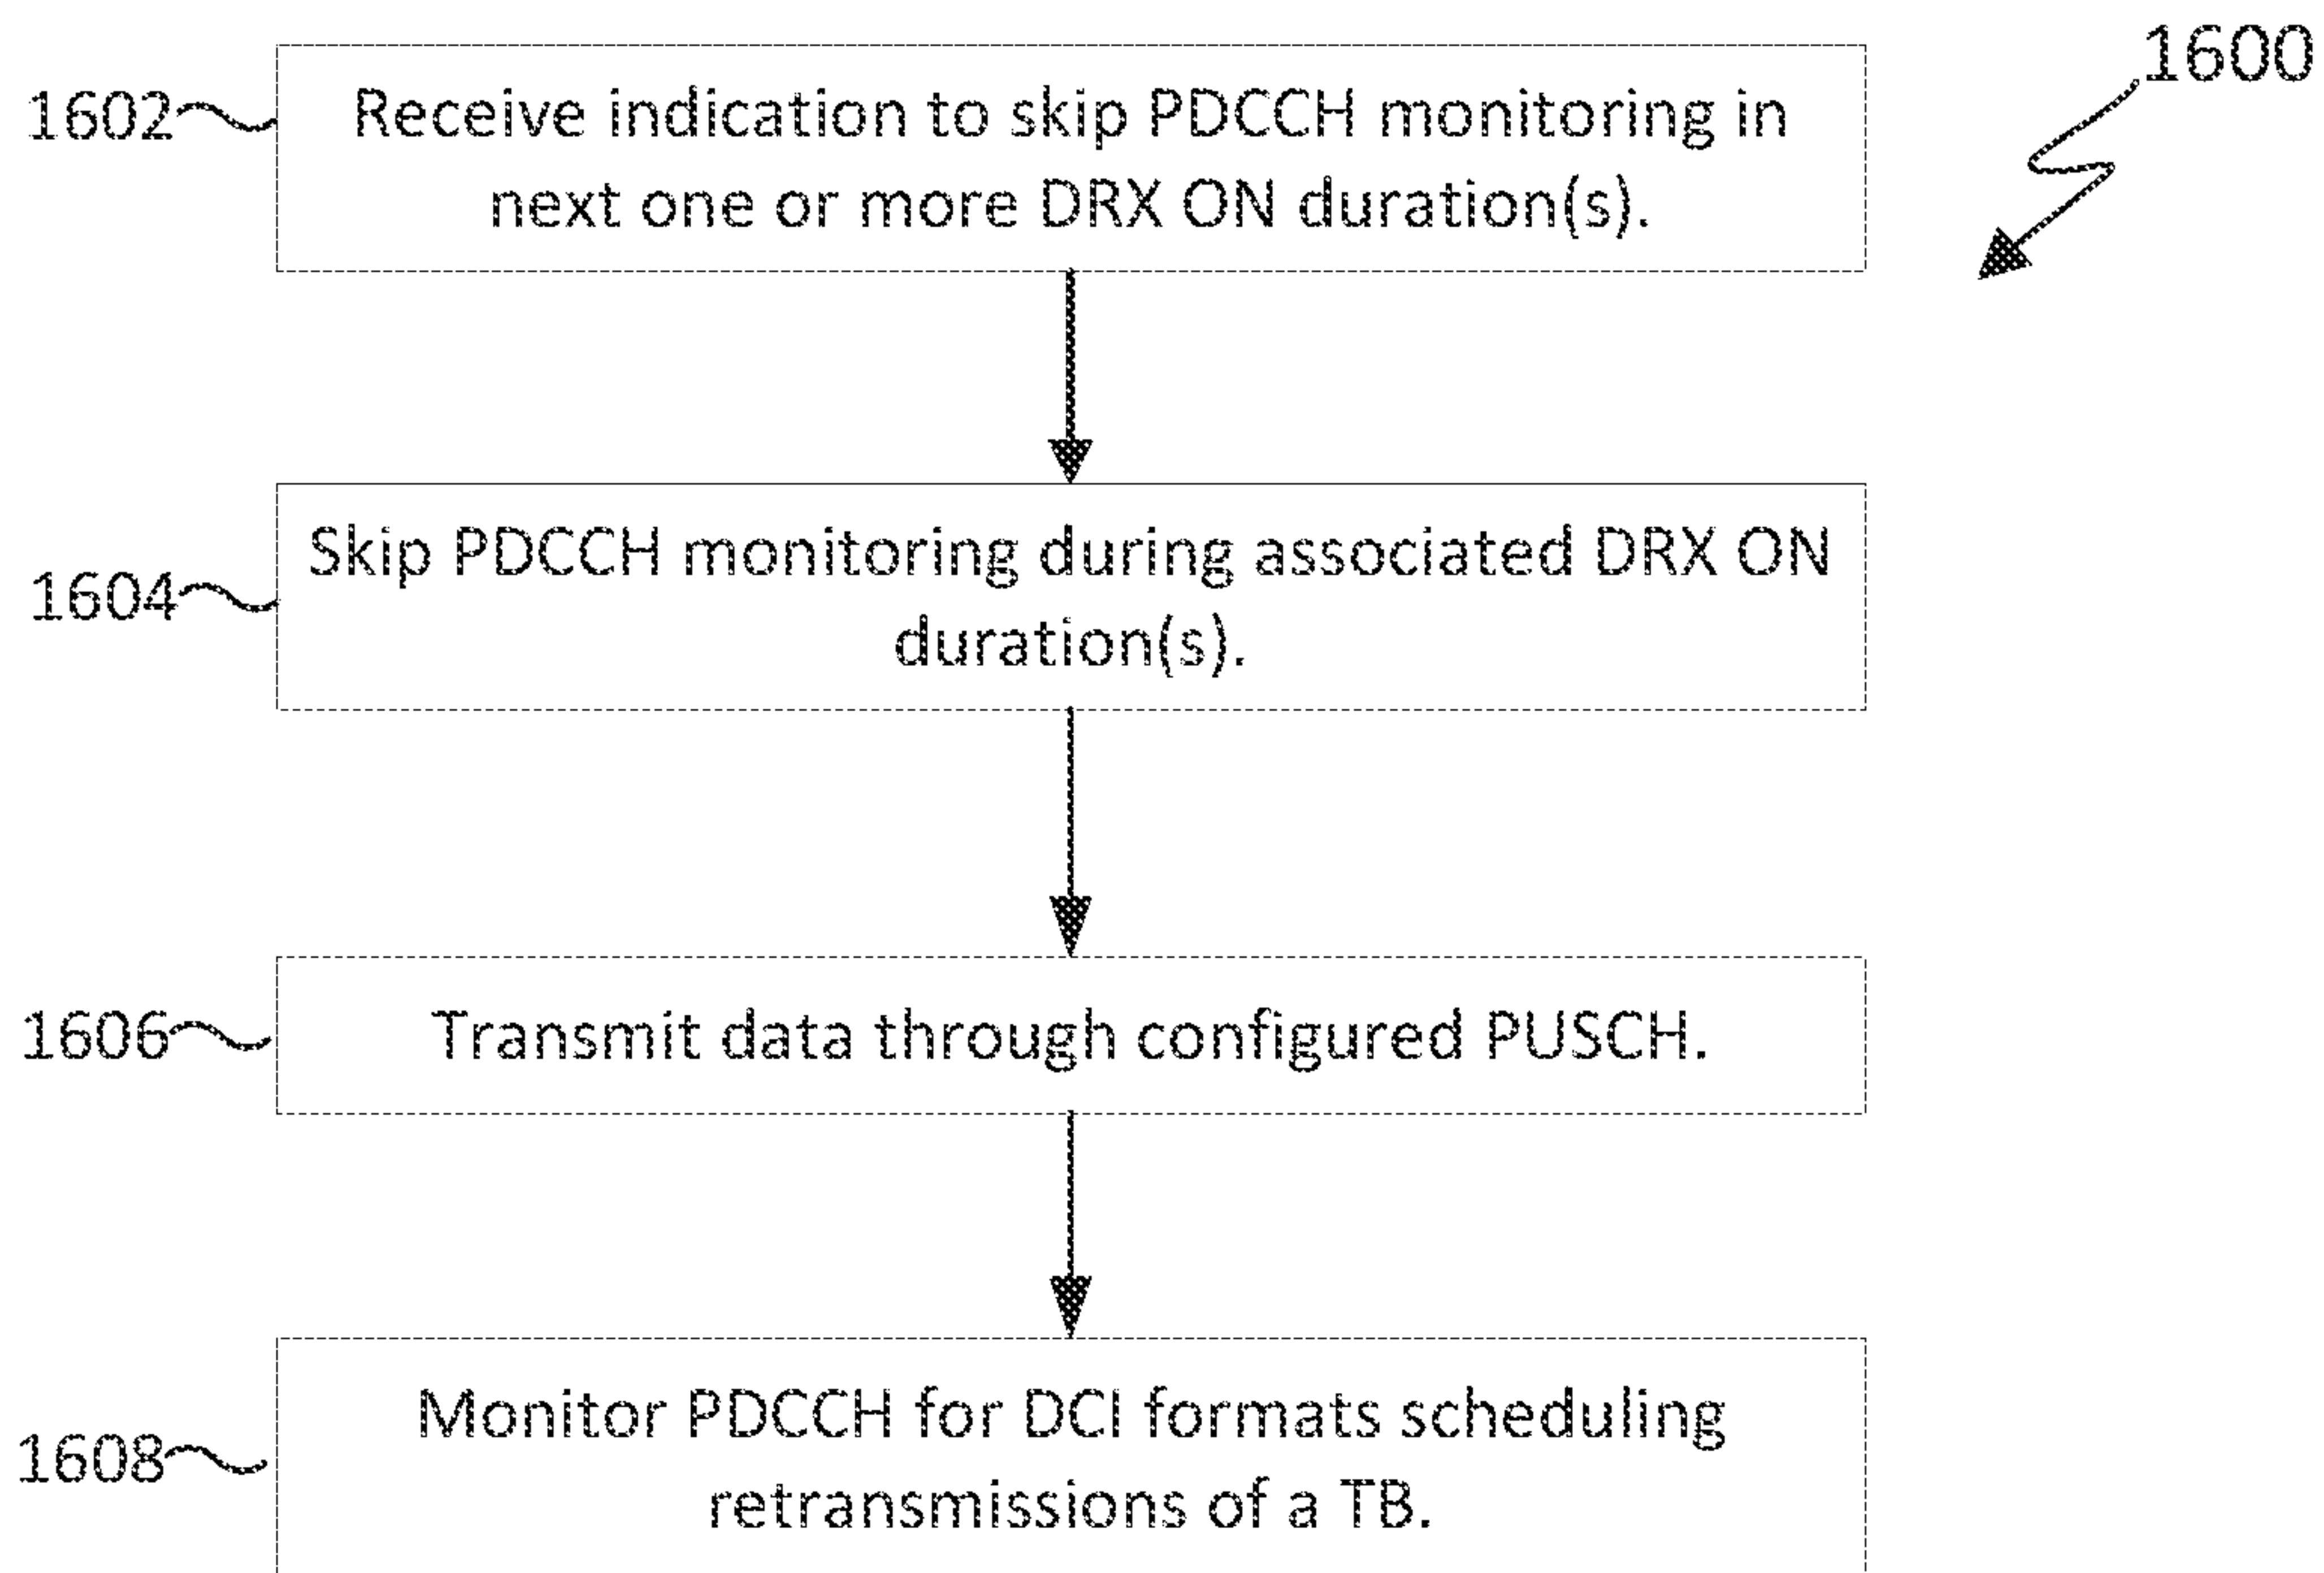 1600
1602
Receive indication to skip PDCCH monitoring in
next one or more DRX ON duration(s).
1604
Skip PDCCH monitoring during associated DRX ON
duration(s).
1606
Transmit data through configured PUSCH.
1608
Monitor PDCCH for DCI formats scheduling
retransmissions of a TB.